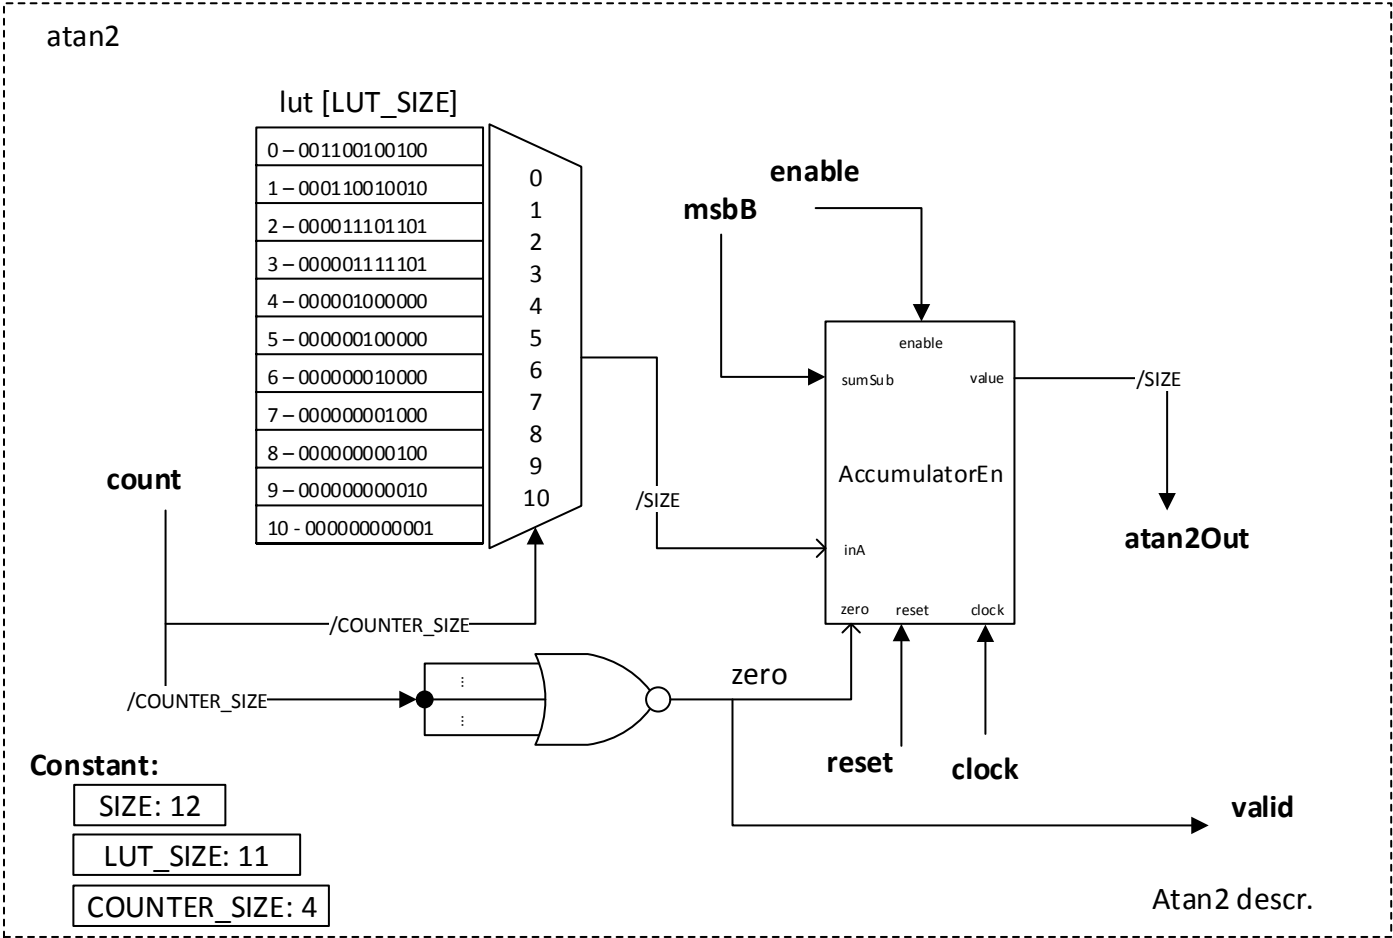 atan2
lut [LUT_SIZE]
0 – 001100100100
1 – 000110010010
2 – 000011101101
3 – 000001111101
4 – 000001000000
5 – 000000100000
6 – 000000010000
7 – 000000001000
8 – 000000000100
9 – 000000000010
10 - 000000000001
0
1
2
3
4
5
6
7
8
9
10
enable
msbB
enable
sumSub
value
AccumulatorEn
inA
zero
reset
clock
/SIZE
/SIZE
atan2Out
count
/COUNTER_SIZE
/COUNTER_SIZE
...
...
zero
reset
clock
valid
Constant:
SIZE: 12
LUT_SIZE: 11
COUNTER_SIZE: 4
Atan2 descr.